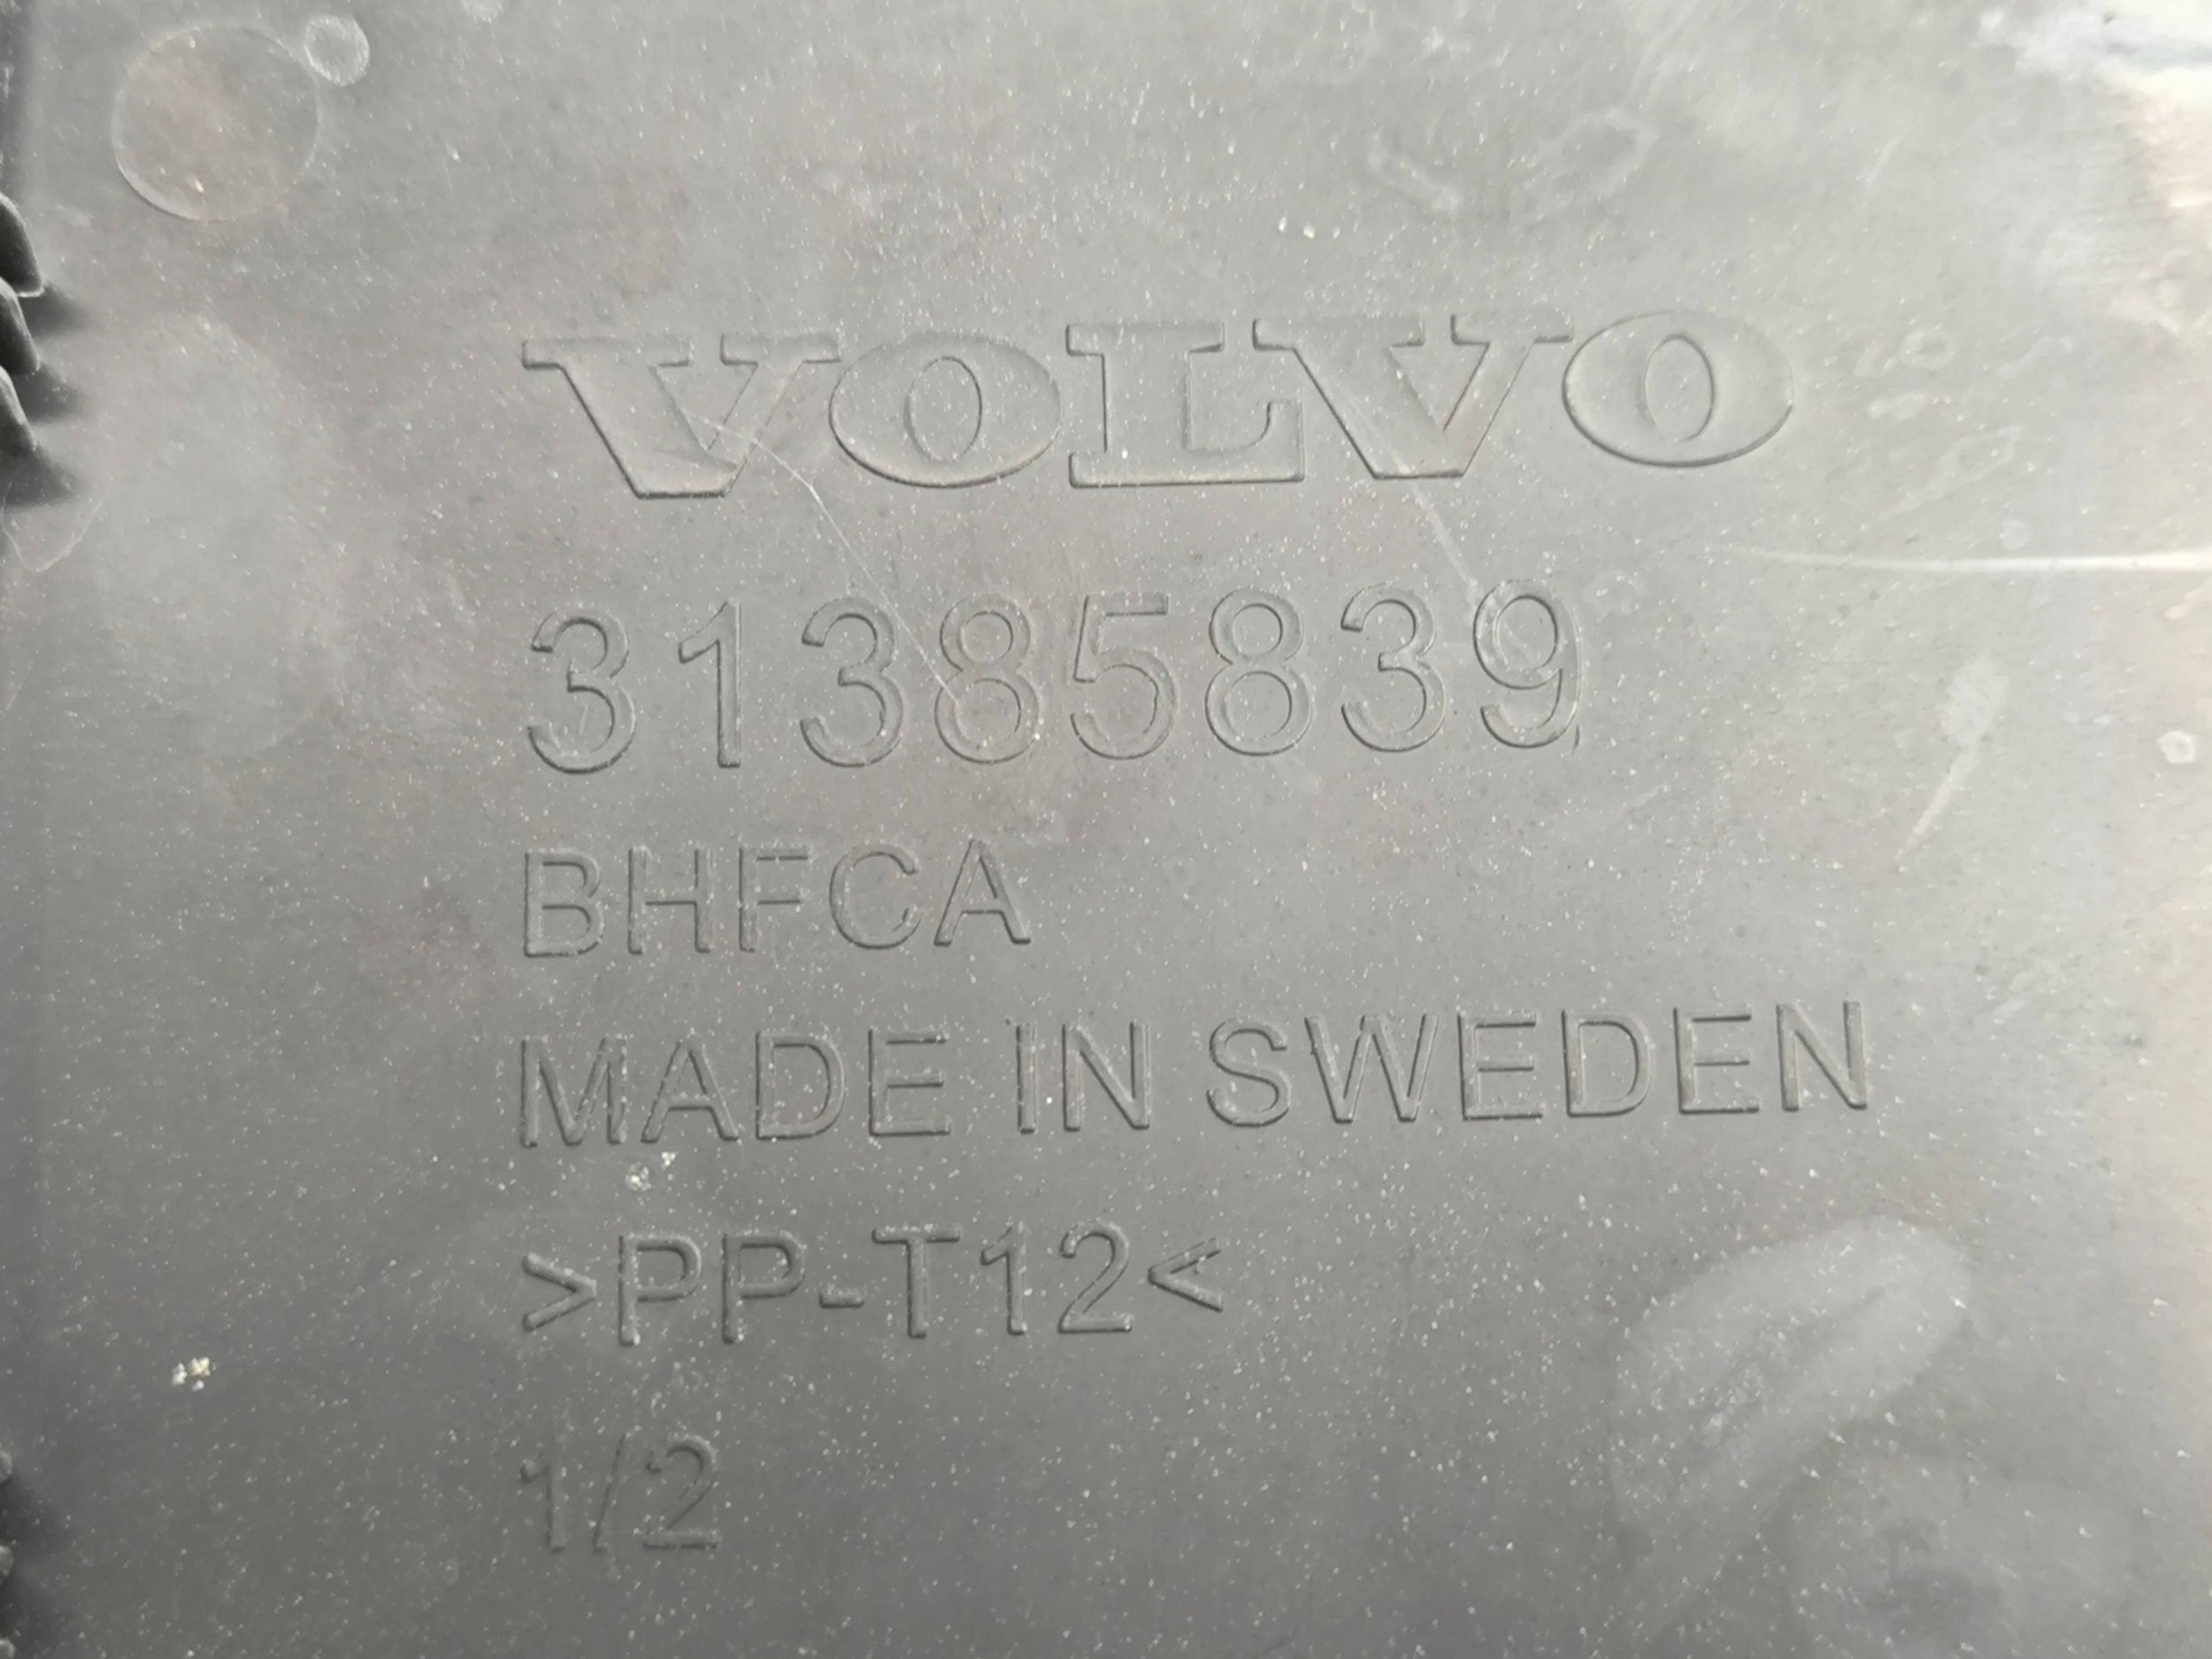 VOLVO
31385839
BHFCA
MADE IN SWEDEN
>PP-T12<
1/2